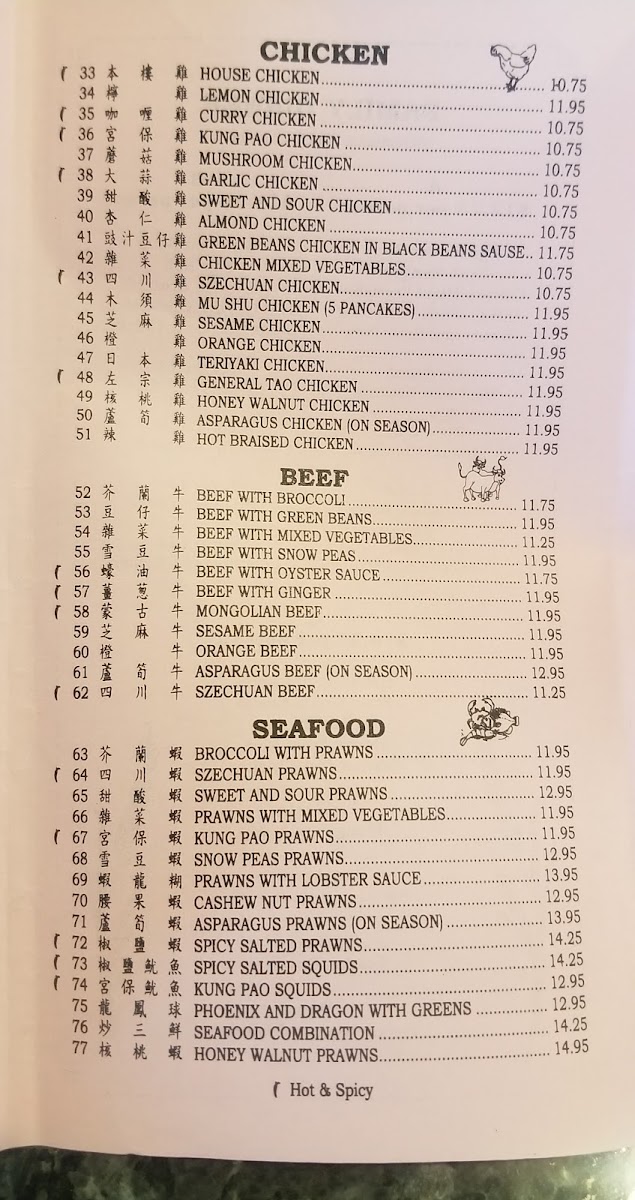 CHICKEN
33 本樓雞 HOUSE CHICKEN 10.75
34 檸雞 LEMON CHICKEN 11.95
35 咖喱雞 CURRY CHICKEN 10.75
36 宮保雞 KUNG PAO CHICKEN 10.75
37 蘑菇雞 MUSHROOM CHICKEN 10.75
38 大蒜雞 GARLIC CHICKEN 10.75
39 甜酸雞 SWEET AND SOUR CHICKEN 10.75
40 杏仁雞 ALMOND CHICKEN 10.75
41 豉汁豆仔雞 GREEN BEANS CHICKEN IN BLACK BEANS SAUSE 11.75
42 雜菜雞 CHICKEN MIXED VEGETABLES 10.75
43 四川雞 SZECHUAN CHICKEN 10.75
44 木須雞 MU SHU CHICKEN (5 PANCAKES) 11.95
45 芝麻雞 SESAME CHICKEN 11.95
46 橙雞 ORANGE CHICKEN 11.95
47 日本雞 TERIYAKI CHICKEN 11.95
48 左宗雞 GENERAL TAO CHICKEN 11.95
49 核桃雞 HONEY WALNUT CHICKEN 11.95
50 蘆筍雞 ASPARAGUS CHICKEN (ON SEASON) 11.95
51 辣雞 HOT BRAISED CHICKEN 11.95
BEEF
52 芥蘭牛 BEEF WITH BROCCOLI 11.75
53 豆仔牛 BEEF WITH GREEN BEANS 11.95
54 雜菜牛 BEEF WITH MIXED VEGETABLES 11.25
55 雪豆牛 BEEF WITH SNOW PEAS 11.95
56 蠔油牛 BEEF WITH OYSTER SAUCE 11.75
57 薑蔥牛 BEEF WITH GINGER 11.95
58 蒙古牛 MONGOLIAN BEEF 11.95
59 芝麻牛 SESAME BEEF 11.95
60 橙牛 ORANGE BEEF 11.95
61 蘆筍牛 ASPARAGUS BEEF (ON SEASON) 12.95
62 四川牛 SZECHUAN BEEF 11.25
SEAFOOD
63 芥蘭蝦 BROCCOLI WITH PRAWNS 11.95
64 四川蝦 SZECHUAN PRAWNS 11.95
65 甜酸蝦 SWEET AND SOUR PRAWNS 12.95
66 雜菜蝦 PRAWNS WITH MIXED VEGETABLES 11.95
67 宮保蝦 KUNG PAO PRAWNS 11.95
68 雪豆蝦 SNOW PEAS PRAWNS 12.95
69 蝦龍糊 PRAWNS WITH LOBSTER SAUCE 13.95
70 腰果蝦 CASHEW NUT PRAWNS 12.95
71 蘆筍蝦 ASPARAGUS PRAWNS (ON SEASON) 13.95
72 椒鹽蝦 SPICY SALTED PRAWNS 14.25
73 椒鹽魷魚 SPICY SALTED SQUIDS 14.25
74 宮保魷魚 KUNG PAO SQUIDS 12.95
75 龍鳳球 PHOENIX AND DRAGON WITH GREENS 12.95
76 炒三鮮 SEAFOOD COMBINATION 14.25
77 核桃蝦 HONEY WALNUT PRAWNS 14.95
Hot & Spicy